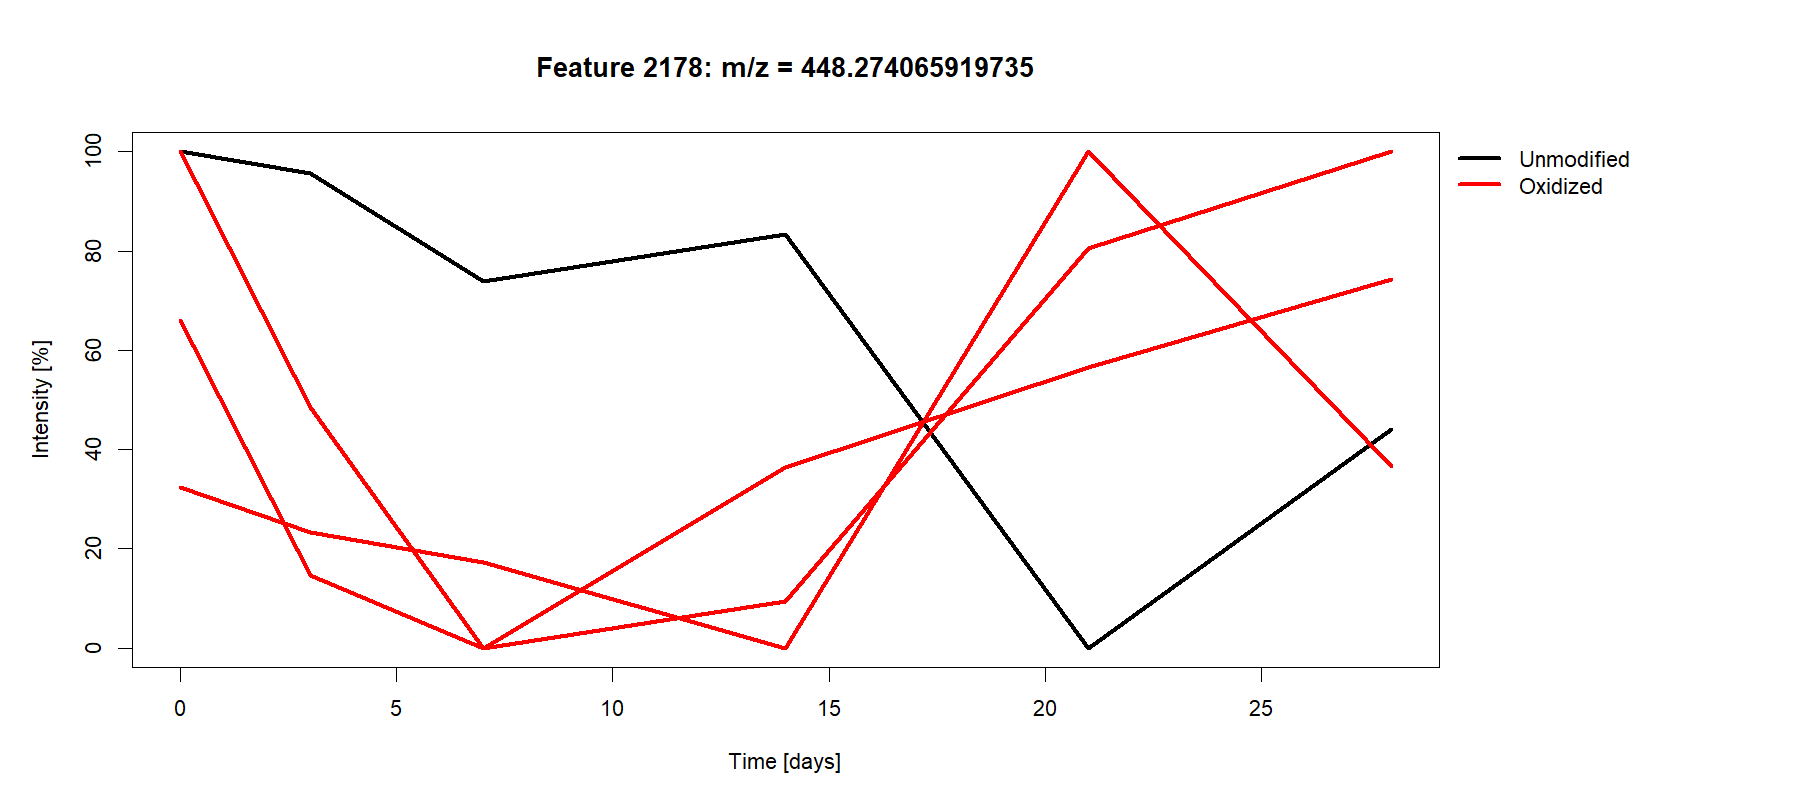 Feature 2178: m/z = 448.274065919735
Unmodified
Oxidized
Intensity [%]
100
80
60
40
20
0
0 5 10 15 20 25
Time [days]